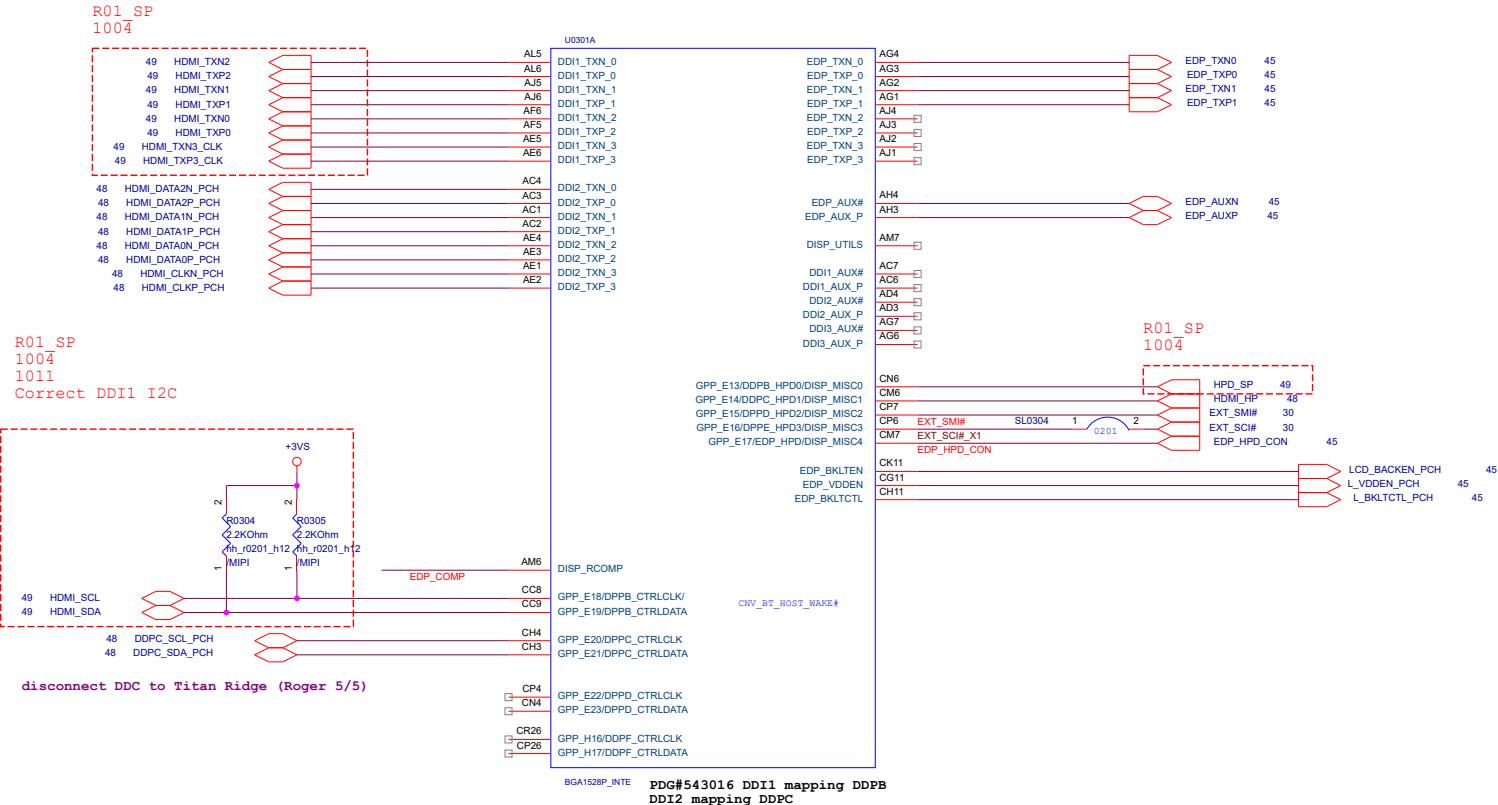 R01_SP
1004
U0301A
49 HDMI_TXN2 AL5 DDI1_TXN_0 EDP_TXN_0 AG4 EDP_TXN0 45
49 HDMI_TXP2 AL6 DDI1_TXP_0 EDP_TXP_0 AG3 EDP_TXP0 45
49 HDMI_TXN1 AJ5 DDI1_TXN_1 EDP_TXN_1 AG2 EDP_TXN1 45
49 HDMI_TXP1 AJ6 DDI1_TXP_1 EDP_TXP_1 AG1 EDP_TXP1 45
49 HDMI_TXN0 AF6 DDI1_TXN_2 EDP_TXN_2 AJ4
49 HDMI_TXP0 AF5 DDI1_TXP_2 EDP_TXP_2 AJ3
49 HDMI_TXN3_CLK AE5 DDI1_TXN_3 EDP_TXN_3 AJ2
49 HDMI_TXP3_CLK AE6 DDI1_TXP_3 EDP_TXP_3 AJ1
48 HDMI_DATA2N_PCH AC4 DDI2_TXN_0
48 HDMI_DATA2P_PCH AC3 DDI2_TXP_0 EDP_AUX# AH4 EDP_AUXN 45
48 HDMI_DATA1N_PCH AC1 DDI2_TXN_1 EDP_AUX_P AH3 EDP_AUXP 45
48 HDMI_DATA1P_PCH AC2 DDI2_TXP_1
48 HDMI_DATA0N_PCH AE4 DDI2_TXN_2 DISP_UTILS AM7
48 HDMI_DATA0P_PCH AE3 DDI2_TXP_2
48 HDMI_CLKN_PCH AE1 DDI2_TXN_3 DDI1_AUX# AC7
48 HDMI_CLKP_PCH AE2 DDI2_TXP_3 DDI1_AUX_P AC6
DDI2_AUX# AD4
DDI2_AUX_P AD3
DDI3_AUX# AG7
DDI3_AUX_P AG6
R01_SP
1004
R01_SP
1004
1011
Correct DDI1 I2C
GPP_E13/DDPB_HPD0/DISP_MISC0 CN6 HPD_SP 49
GPP_E14/DDPC_HPD1/DISP_MISC1 CM6 HDMI_HP 48
GPP_E15/DPPD_HPD2/DISP_MISC2 CP7 EXT_SMI# 30
GPP_E16/DPPE_HPD3/DISP_MISC3 CP6 EXT_SMI# SL0304 1 0201 2 EXT_SCI# 30
GPP_E17/EDP_HPD/DISP_MISC4 CM7 EXT_SCI#_X1 EDP_HPD_CON 45
EDP_HPD_CON
+3VS
EDP_BKLTEN CK11 LCD_BACKEN_PCH 45
EDP_VDDEN CG11 L_VDDEN_PCH 45
EDP_BKLTCTL CH11 L_BKLTCTL_PCH 45
2 2
R0304 R0305
2.2KOhm 2.2KOhm
nh_r0201_h12 nh_r0201_h12
/MIPI /MIPI
1 1
EDP_COMP AM6 DISP_RCOMP
49 HDMI_SCL CC8 GPP_E18/DPPB_CTRLCLK/
49 HDMI_SDA CC9 GPP_E19/DPPB_CTRLDATA
CNV_BT_HOST_WAKE#
48 DDPC_SCL_PCH CH4 GPP_E20/DPPC_CTRLCLK
48 DDPC_SDA_PCH CH3 GPP_E21/DPPC_CTRLDATA
disconnect DDC to Titan Ridge (Roger 5/5)
CP4 GPP_E22/DPPD_CTRLCLK
CN4 GPP_E23/DPPD_CTRLDATA
CR26 GPP_H16/DDPF_CTRLCLK
CP26 GPP_H17/DDPF_CTRLDATA
BGA1528P_INTE
PDG#543016 DDI1 mapping DDPB
DDI2 mapping DDPC